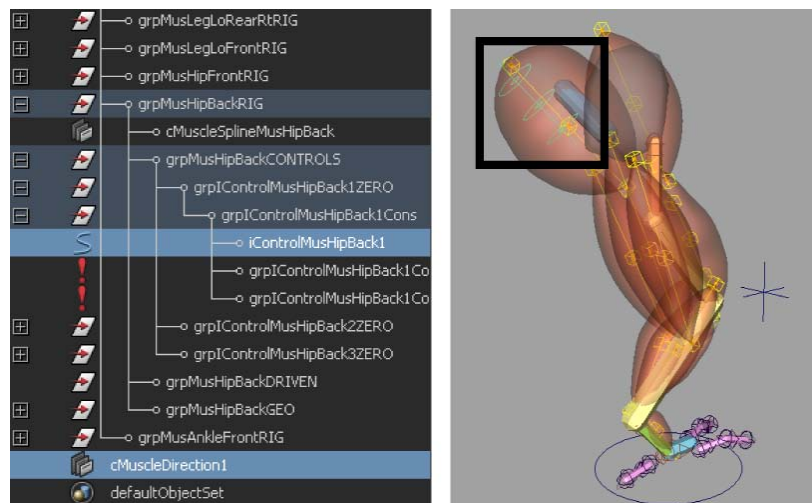 grpMusLegLoRearRtRIG
grpMusLegLoFrontRIG
grpMusHipFrontRIG
grpMusHipBackRIG
cMuscleSplineMusHipBack
grpMusHipBackCONTROLS
grpIControlMusHipBack1ZERO
grpIControlMusHipBack1Cons
iControlMusHipBack1
grpIControlMusHipBack1Co
grpIControlMusHipBack1Co
grpIControlMusHipBack2ZERO
grpIControlMusHipBack3ZERO
grpMusHipBackDRIVEN
grpMusHipBackGEO
grpMusAnkleFrontRIG
cMuscleDirection1
defaultObjectSet